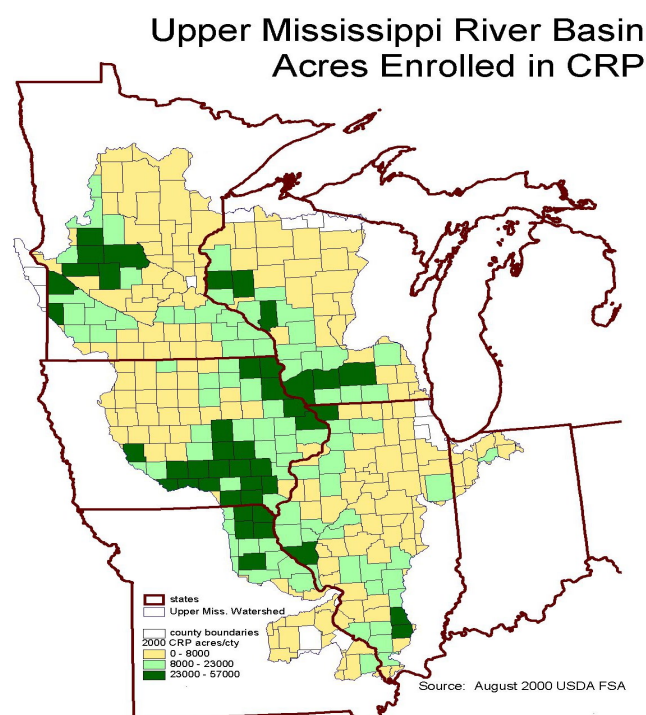 Upper Mississippi River Basin
Acres Enrolled in CRP
states
Upper Miss. Watershed
county boundaries
2000 CRP acres/cty
0 - 8000
8000 - 23000
23000 - 57000
Source: August 2000 USDA FSA